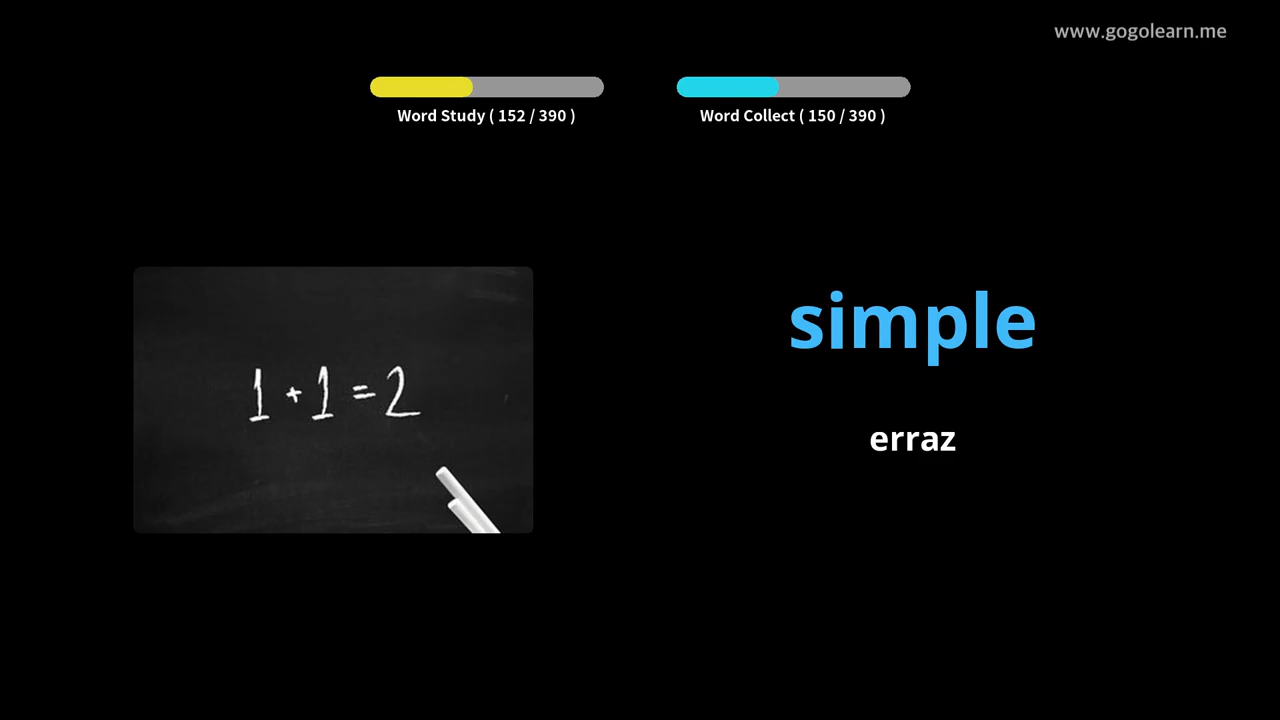 www.gogolearn.me
Word Study ( 152 / 390 )
Word Collect ( 150 / 390 )
1 + 1 = 2
simple
erraz